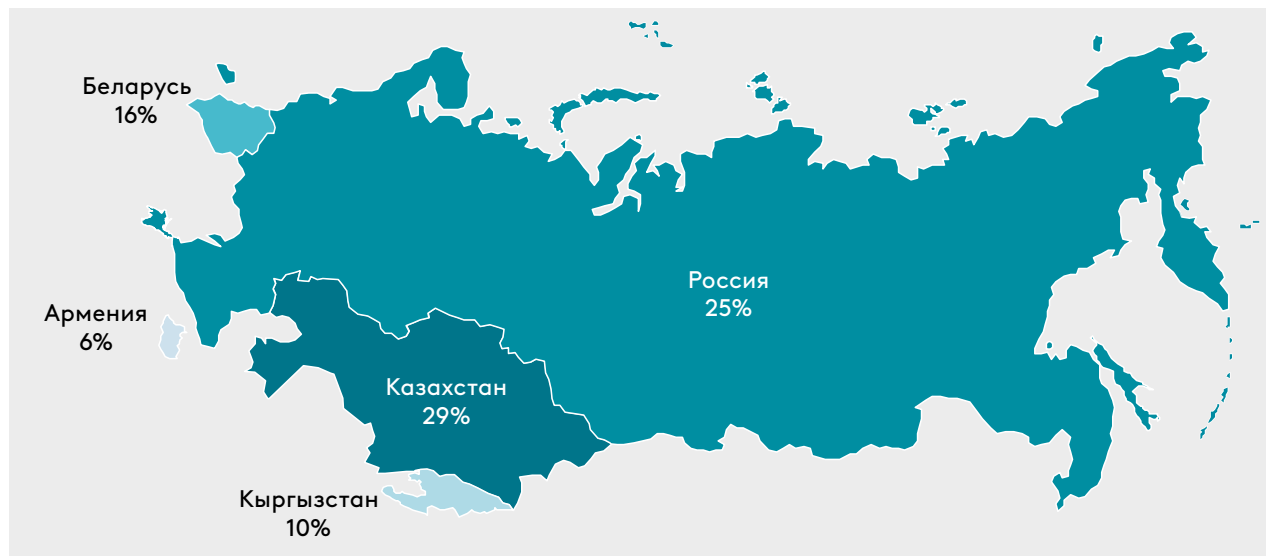 Беларусь
16%
Россия
25%
Армения
6%
Казахстан
29%
Кыргызстан
10%